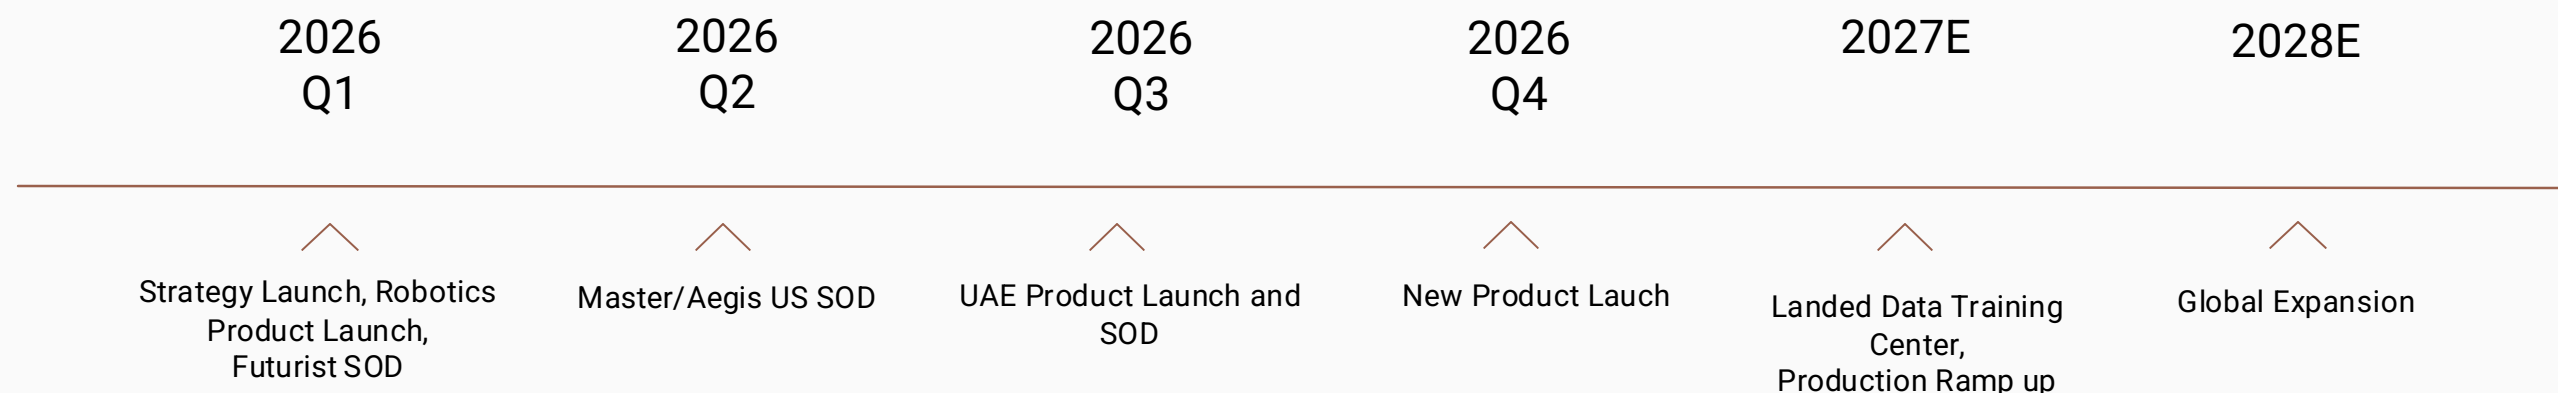 2026
Q1
2026
Q2
2026
Q3
2026
Q4
2027E
2028E
Strategy Launch, Robotics
Product Launch,
Futurist SOD
Master/Aegis US SOD
UAE Product Launch and
SOD
New Product Lauch
Landed Data Training
Center,
Production Ramp up
Global Expansion